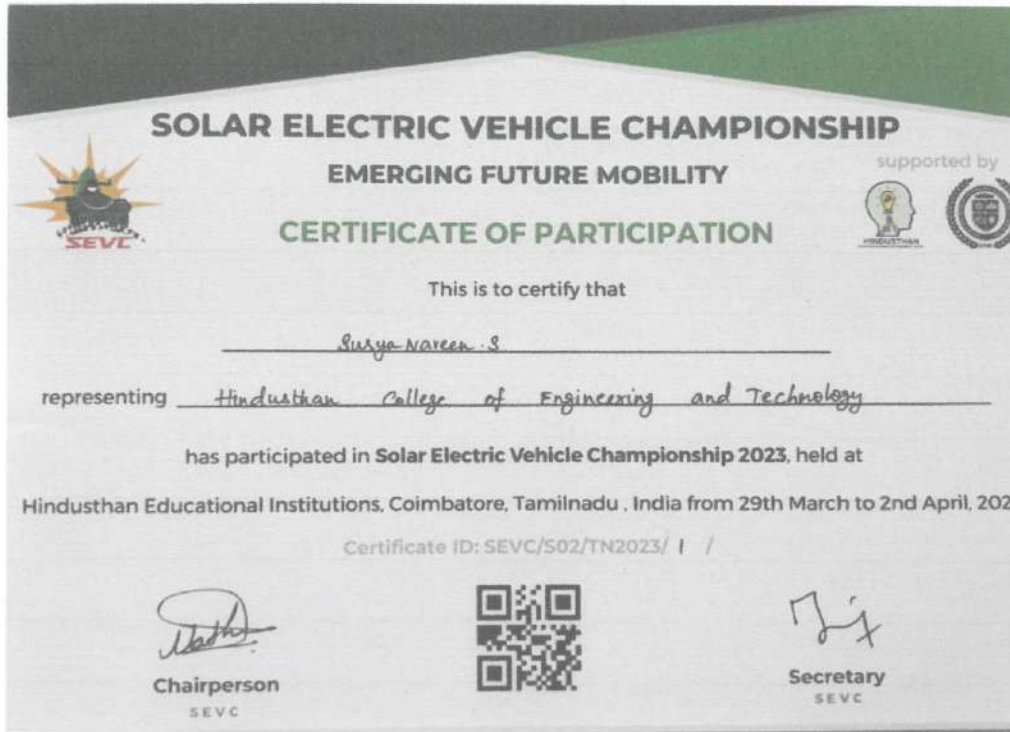 SOLAR ELECTRIC VEHICLE CHAMPIONSHIP
EMERGING FUTURE MOBILITY
supported by
SEVC
HINDUSTHAN
CERTIFICATE OF PARTICIPATION
This is to certify that
Surya Naveen.S
representing Hindusthan College of Engineering and Technology
has participated in Solar Electric Vehicle Championship 2023, held at
Hindusthan Educational Institutions, Coimbatore, Tamilnadu , India from 29th March to 2nd April, 202
Certificate ID: SEVC/S02/TN2023/ 1 /
Chairperson
SEVC
Secretary
SEVC